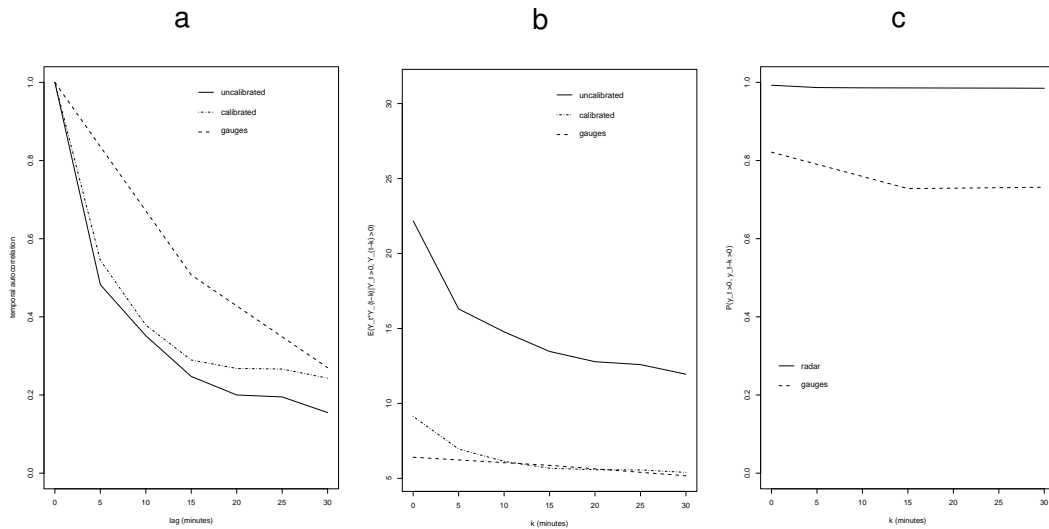 a
temporal autocorrelation
1.0
0.8
0.6
0.4
0.2
0.0
uncalibrated
calibrated
gauges
0 5 10 15 20 25 30
lag (minutes)
b
E(Y_t*Y_(t−k)|Y_t >0, Y_(t−k) >0)
30
25
20
15
10
5
uncalibrated
calibrated
gauges
0 5 10 15 20 25 30
k (minutes)
c
P(y_t >0, y_t−k >0)
1.0
0.8
0.6
0.4
0.2
0.0
radar
gauges
0 5 10 15 20 25 30
k (minutes)